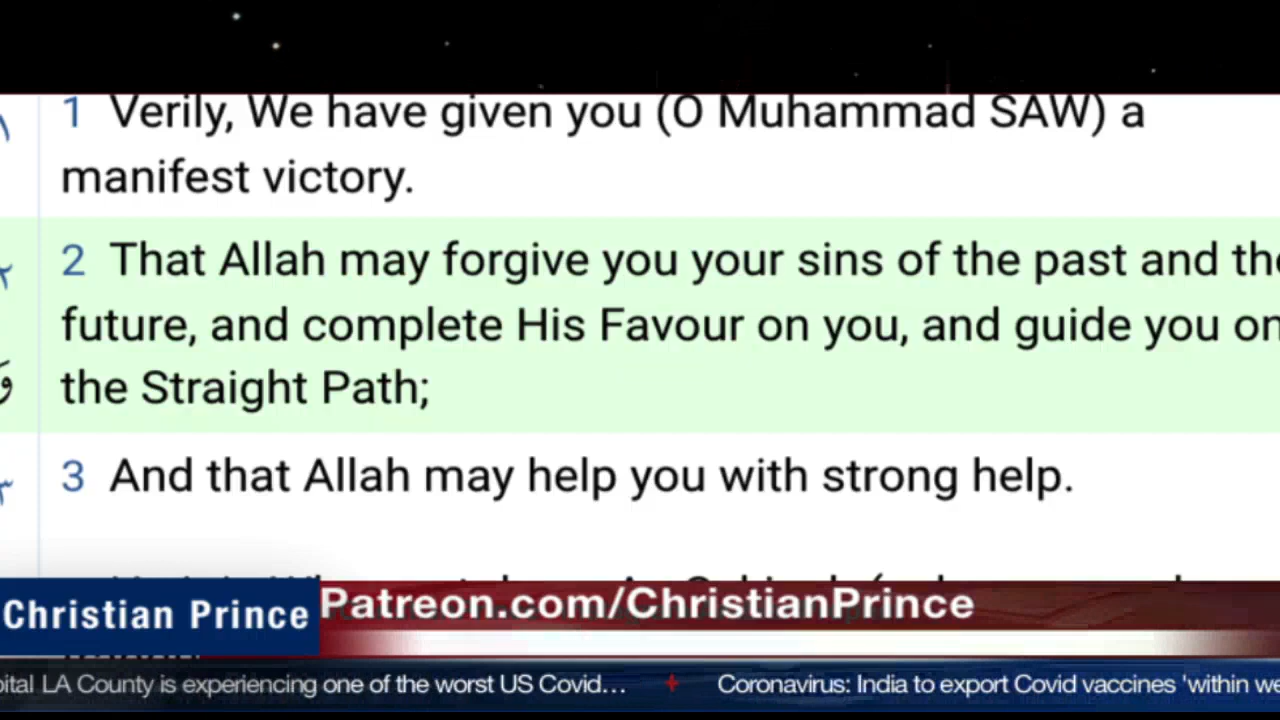 1 Verily, We have given you (O Muhammad SAW) a
manifest victory.
2 That Allah may forgive you your sins of the past and the
future, and complete His Favour on you, and guide you on
the Straight Path;
3 And that Allah may help you with strong help.
Christian Prince
Patreon.com/ChristianPrince
LA County is experiencing one of the worst US Covid... Coronavirus: India to export Covid vaccines 'within